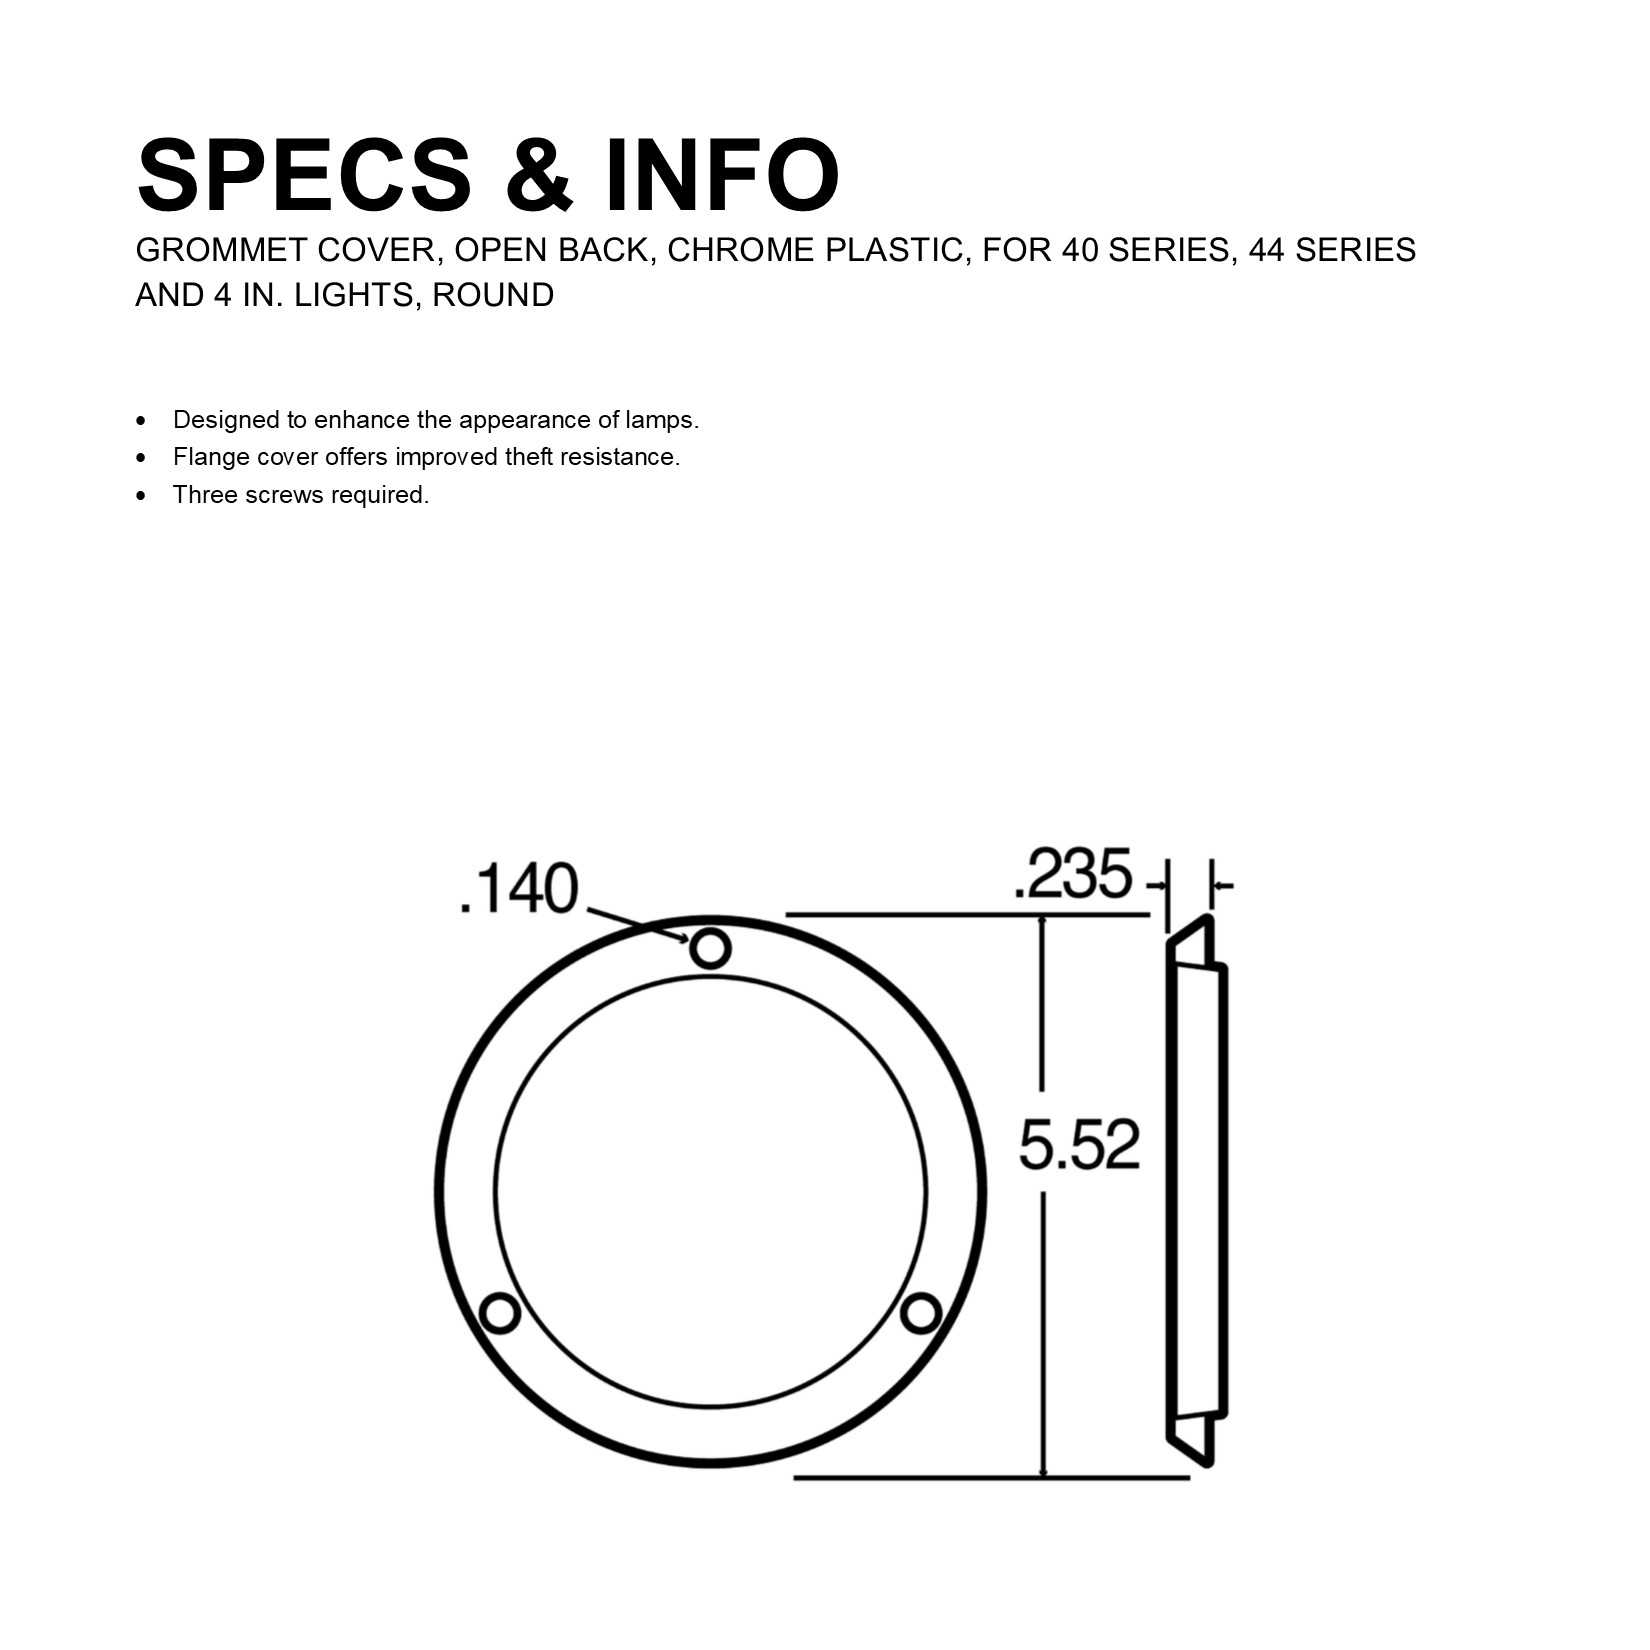 SPECS & INFO
GROMMET COVER, OPEN BACK, CHROME PLASTIC, FOR 40 SERIES, 44 SERIES
AND 4 IN. LIGHTS, ROUND
• Designed to enhance the appearance of lamps.
• Flange cover offers improved theft resistance.
• Three screws required.
.140
.235
5.52